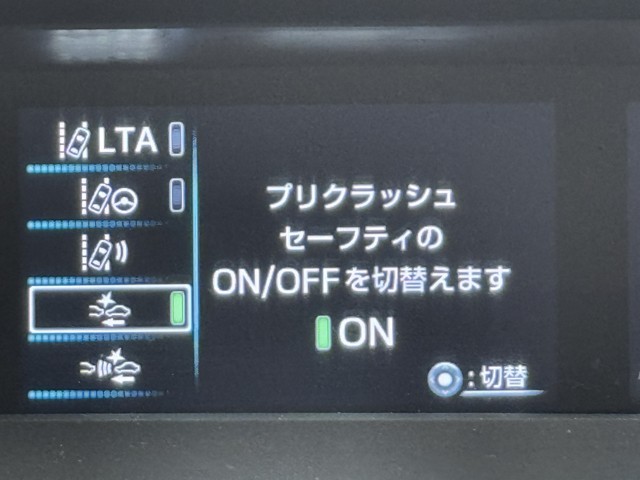 LTA
プリクラッシュ
セーフティの
ON/OFFを切替えます
ON
:切替